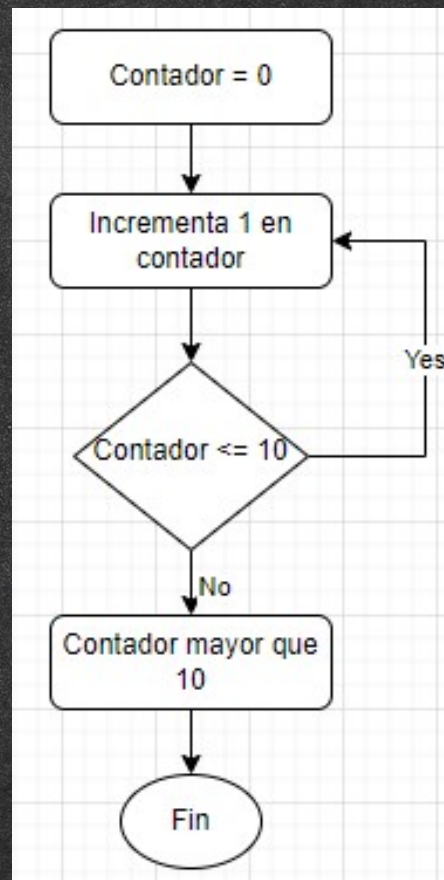 Contador = 0
Incrementa 1 en
contador
Contador <= 10
Yes
No
Contador mayor que
10
Fin